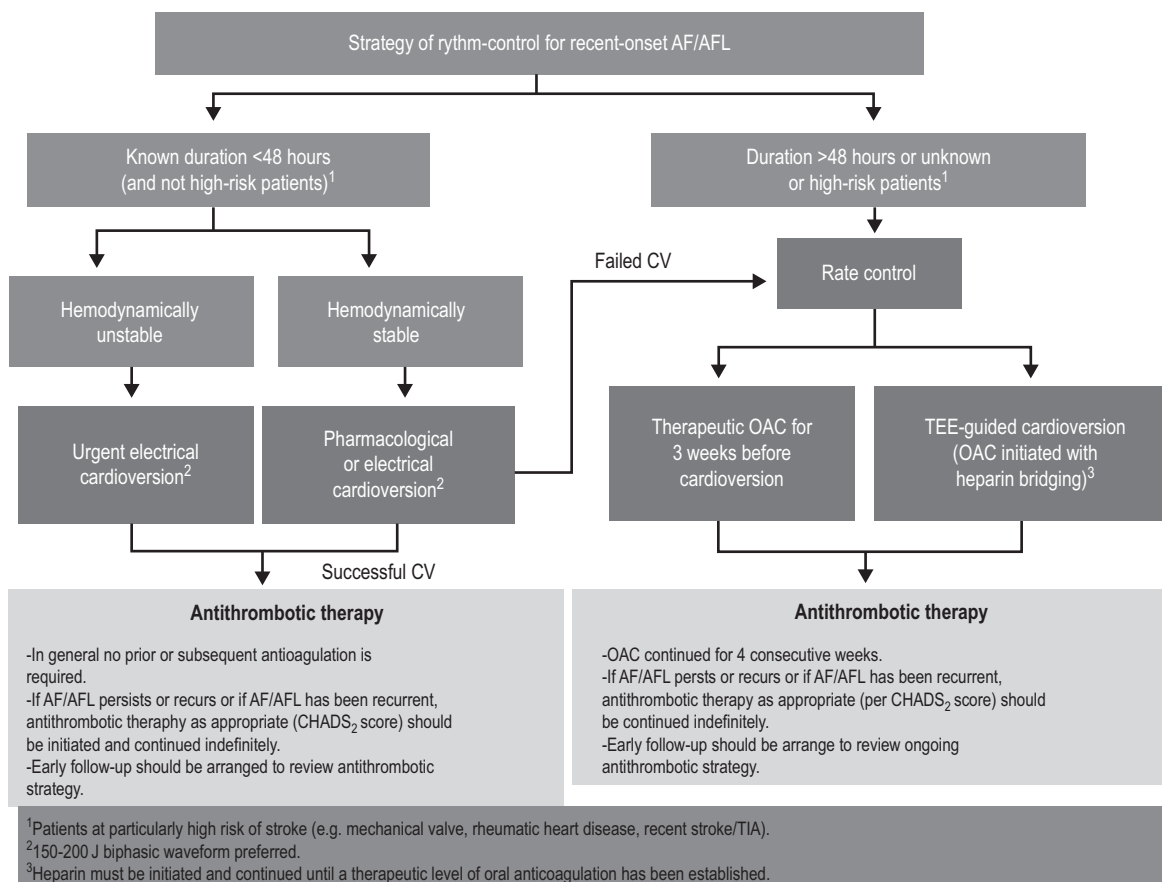 Strategy of rythm-control for recent-onset AF/AFL
Known duration <48 hours
(and not high-risk patients)1
Duration >48 hours or unknown
or high-risk patients1
Hemodynamically
unstable
Hemodynamically
stable
Failed CV
Rate control
Urgent electrical
cardioversion2
Pharmacological
or electrical
cardioversion2
Therapeutic OAC for
3 weeks before
cardioversion
TEE-guided cardioversion
(OAC initiated with
heparin bridging)3
Successful CV
Antithrombotic therapy
-In general no prior or subsequent antioagulation is
required.
-If AF/AFL persists or recurs or if AF/AFL has been recurrent,
antithrombotic theraphy as appropriate (CHADS2 score) should
be initiated and continued indefinitely.
-Early follow-up should be arranged to review antithrombotic
strategy.
Antithrombotic therapy
-OAC continued for 4 consecutive weeks.
-If AF/AFL persts or recurs or if AF/AFL has been recurrent,
antithrombotic therapy as appropriate (per CHADS2 score) should
be continued indefinitely.
-Early follow-up should be arrange to review ongoing
antithrombotic strategy.
1Patients at particularly high risk of stroke (e.g. mechanical valve, rheumatic heart disease, recent stroke/TIA).
2150-200 J biphasic waveform preferred.
3Heparin must be initiated and continued until a therapeutic level of oral anticoagulation has been established.